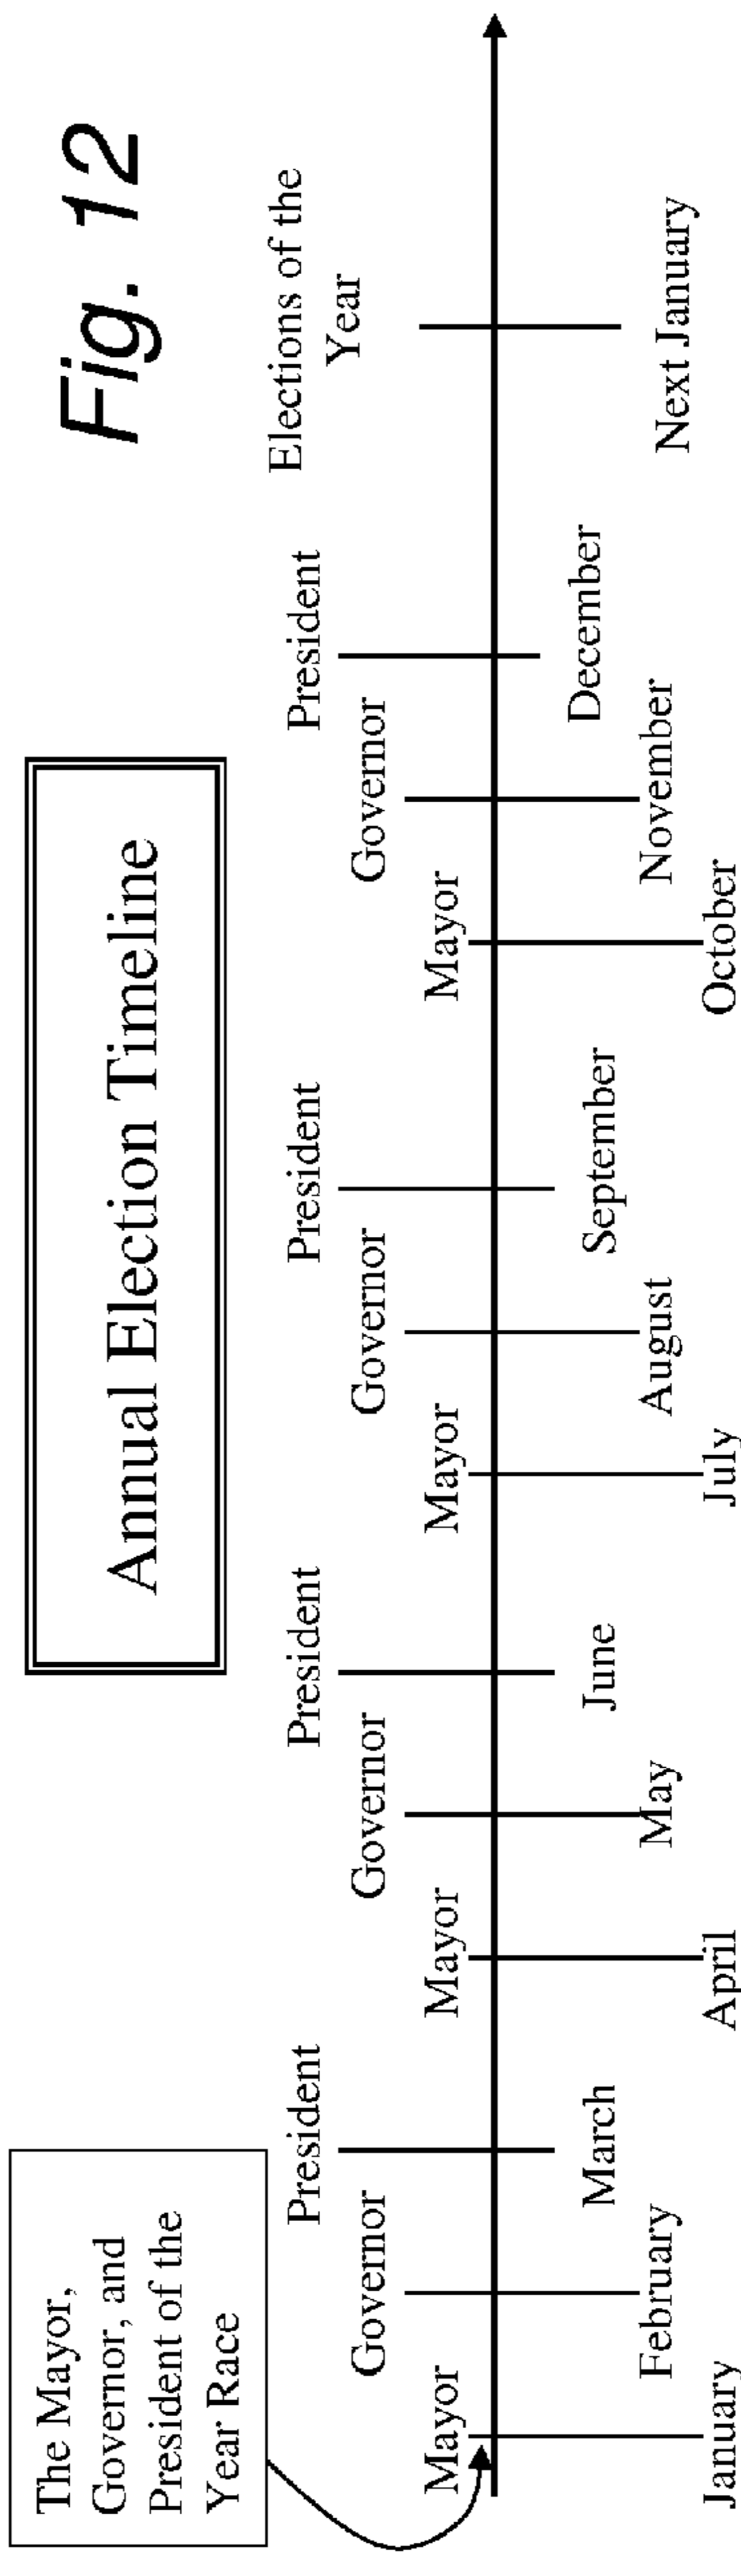 Fig. 12
Annual Election Timeline
The Mayor,
Governor, and
President of the
Year Race
Mayor
Governor
President
Mayor
Governor
President
Mayor
Governor
President
Mayor
Governor
President
Elections of the
Year
January
February
March
April
May
June
July
August
September
October
November
December
Next January